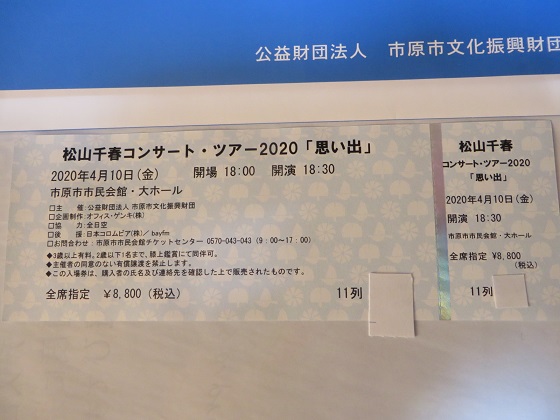 公益財団法人　市原市文化振興財団
松山千春コンサート・ツアー2020「思い出」
2020年4月10日(金)　開場 18:00　開演 18:30
市原市市民会館・大ホール
□主　催:公益財団法人 市原市文化振興財団
□企画制作:オフィス・ゲンキ(株)
□協　力:全日空
□後　援:日本コロムビア(株)／bayfm
□お問合わせ:市原市市民会館チケットセンター 0570-043-043（9：00～17：00）
◆3歳以上有料。2歳以下1名まで、膝上鑑賞にて同伴可。
◆主催者の同意のない有償譲渡を禁止します。
◆この入場券は、購入者の氏名及び連絡先を確認した上で販売されたものです。
全席指定　¥8,800（税込）
11列
松山千春
コンサート・ツアー2020
「思い出」
2020年4月10日(金)
開演 18:30
市原市市民会館・大ホール
全席指定 ¥8,800
（税込）
11列